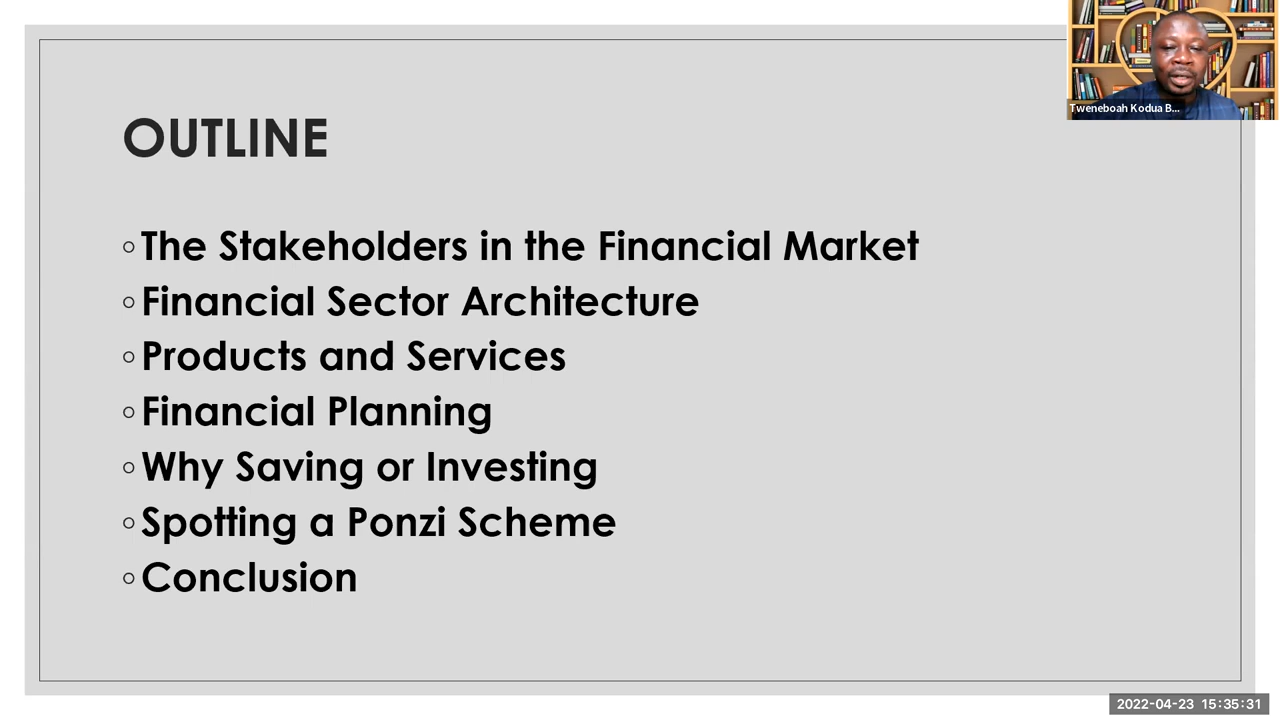 Tweneboah Kodua B...
OUTLINE
◦The Stakeholders in the Financial Market
◦Financial Sector Architecture
◦Products and Services
◦Financial Planning
◦Why Saving or Investing
◦Spotting a Ponzi Scheme
◦Conclusion
2022-04-23 15:35:31